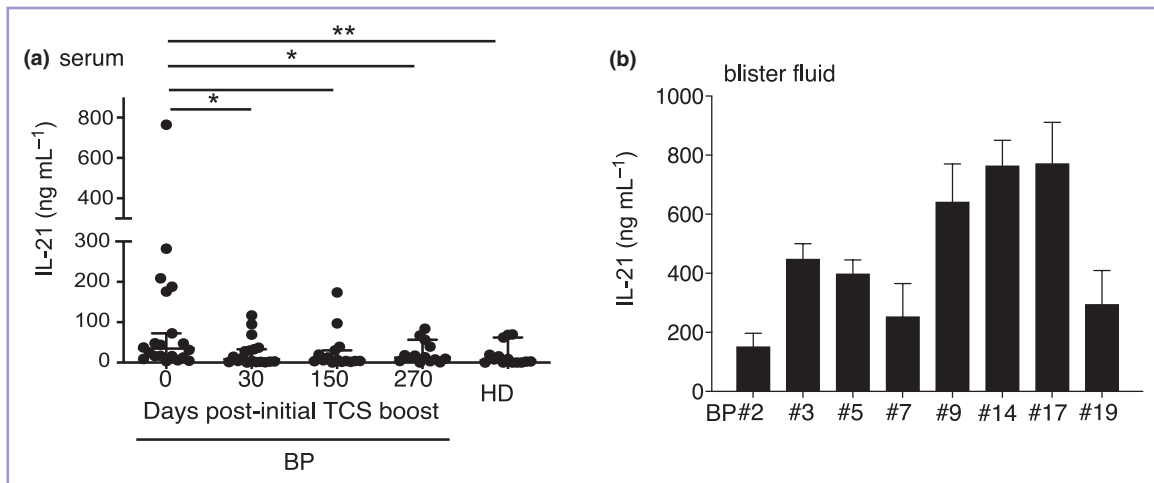 (a) serum
**
*
*
800
600
400
300
200
100
0
IL-21 (ng mL⁻¹)
0 30 150 270 HD
Days post-initial TCS boost
BP
(b)
blister fluid
1000
800
600
400
200
0
IL-21 (ng mL⁻¹)
BP#2 #3 #5 #7 #9 #14 #17 #19